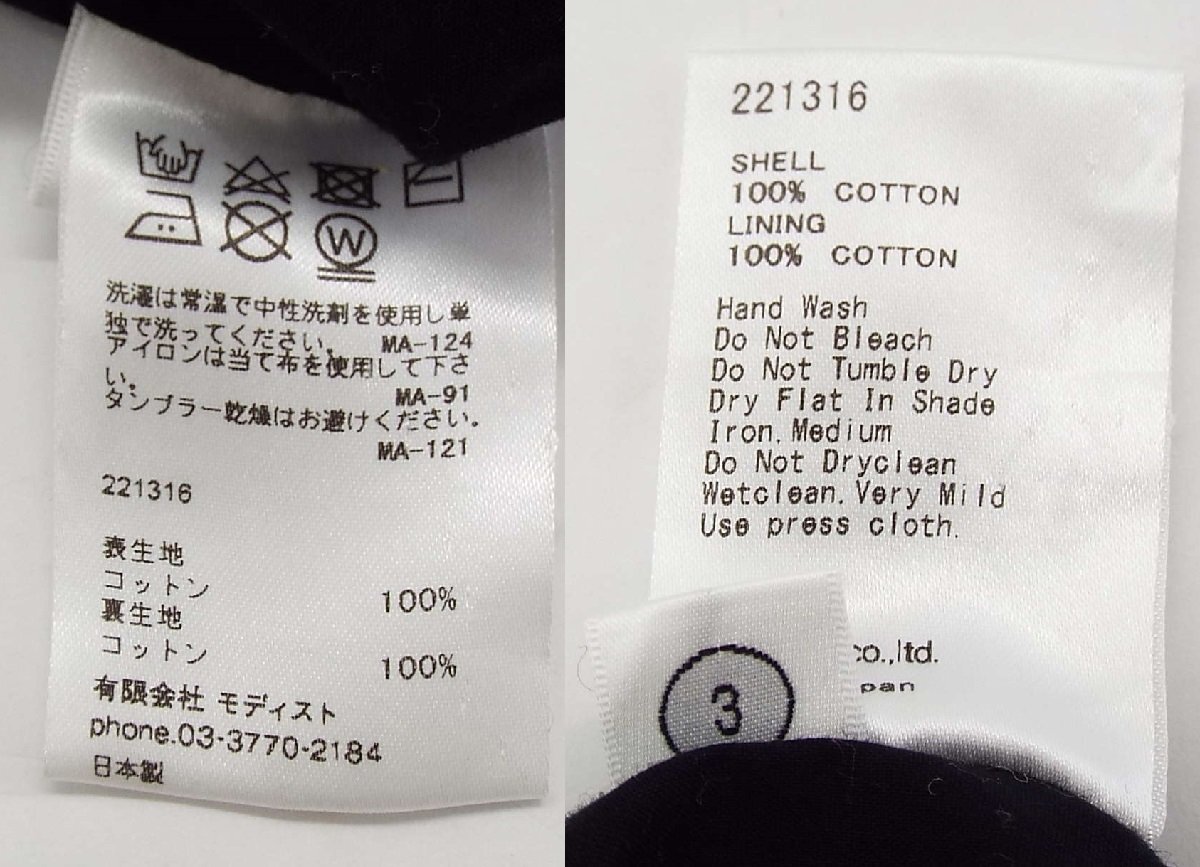 W
洗濯は常温で中性洗剤を使用し単
独で洗ってください。 MA-124
アイロンは当て布を使用して下さ
い。 MA-91
タンブラー乾燥はお避けください。
MA-121
221316
表生地
コットン 100%
裏生地
コットン 100%
有限会社 モディスト
phone.03-3770-2184
日本製
221316
SHELL
100% COTTON
LINING
100% COTTON
Hand Wash
Do Not Bleach
Do Not Tumble Dry
Dry Flat In Shade
Iron.Medium
Do Not Dryclean
Wetclean.Very Mild
Use press cloth.
co.,ltd.
pan
3